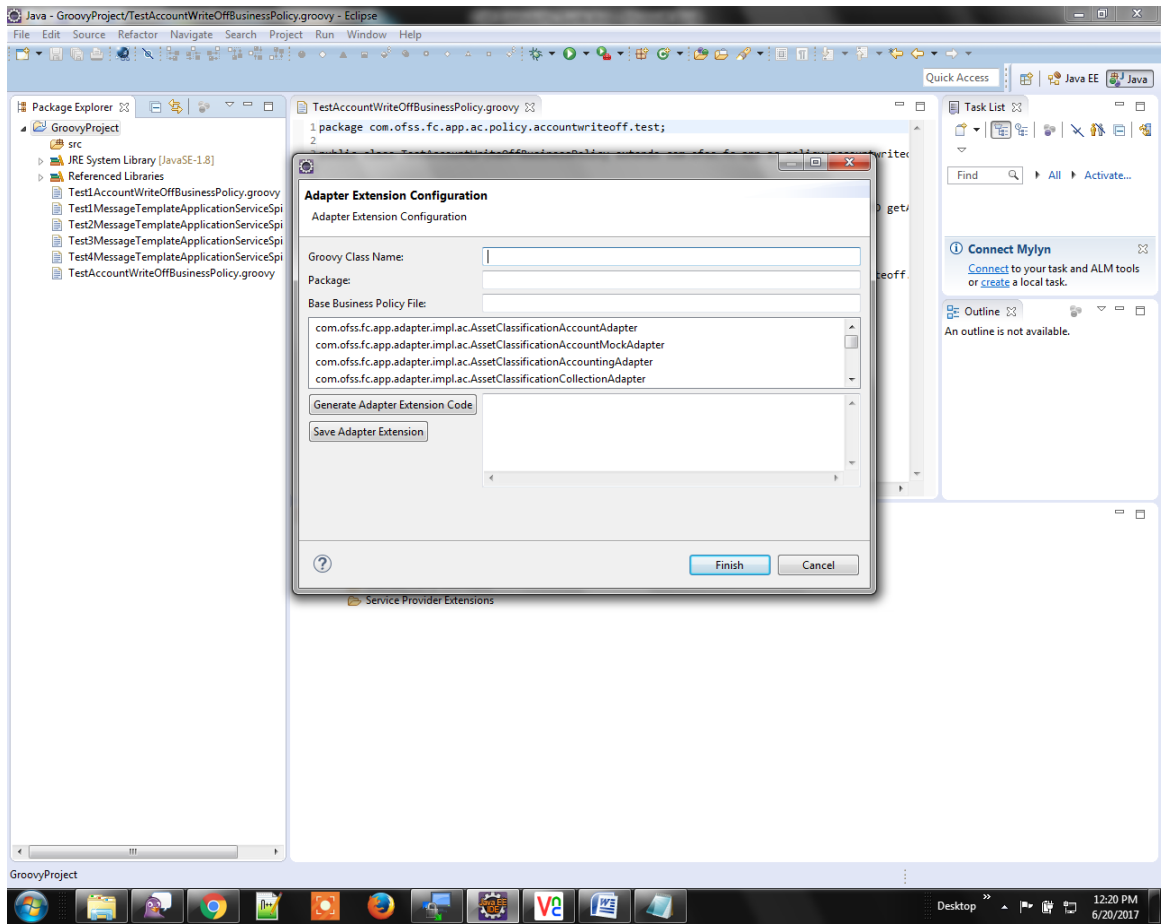 Java - GroovyProject/TestAccountWriteOffBusinessPolicy.groovy - Eclipse
File Edit Source Refactor Navigate Search Project Run Window Help
Quick Access
Java EE
Java
Package Explorer
GroovyProject
src
JRE System Library [JavaSE-1.8]
Referenced Libraries
Test1AccountWriteOffBusinessPolicy.groovy
Test1MessageTemplateApplicationServiceSpi
Test2MessageTemplateApplicationServiceSpi
Test3MessageTemplateApplicationServiceSpi
Test4MessageTemplateApplicationServiceSpi
TestAccountWriteOffBusinessPolicy.groovy
TestAccountWriteOffBusinessPolicy.groovy
1 package com.ofss.fc.app.ac.policy.accountwriteoff.test;
2
Adapter Extension Configuration
Adapter Extension Configuration
Groovy Class Name:
Package:
Base Business Policy File:
com.ofss.fc.app.adapter.impl.ac.AssetClassificationAccountAdapter
com.ofss.fc.app.adapter.impl.ac.AssetClassificationAccountMockAdapter
com.ofss.fc.app.adapter.impl.ac.AssetClassificationAccountingAdapter
com.ofss.fc.app.adapter.impl.ac.AssetClassificationCollectionAdapter
Generate Adapter Extension Code
Save Adapter Extension
Finish
Cancel
Service Provider Extensions
Task List
Find
All
Activate...
Connect Mylyn
Connect to your task and ALM tools
or create a local task.
Outline
An outline is not available.
GroovyProject
Desktop
12:20 PM
6/20/2017